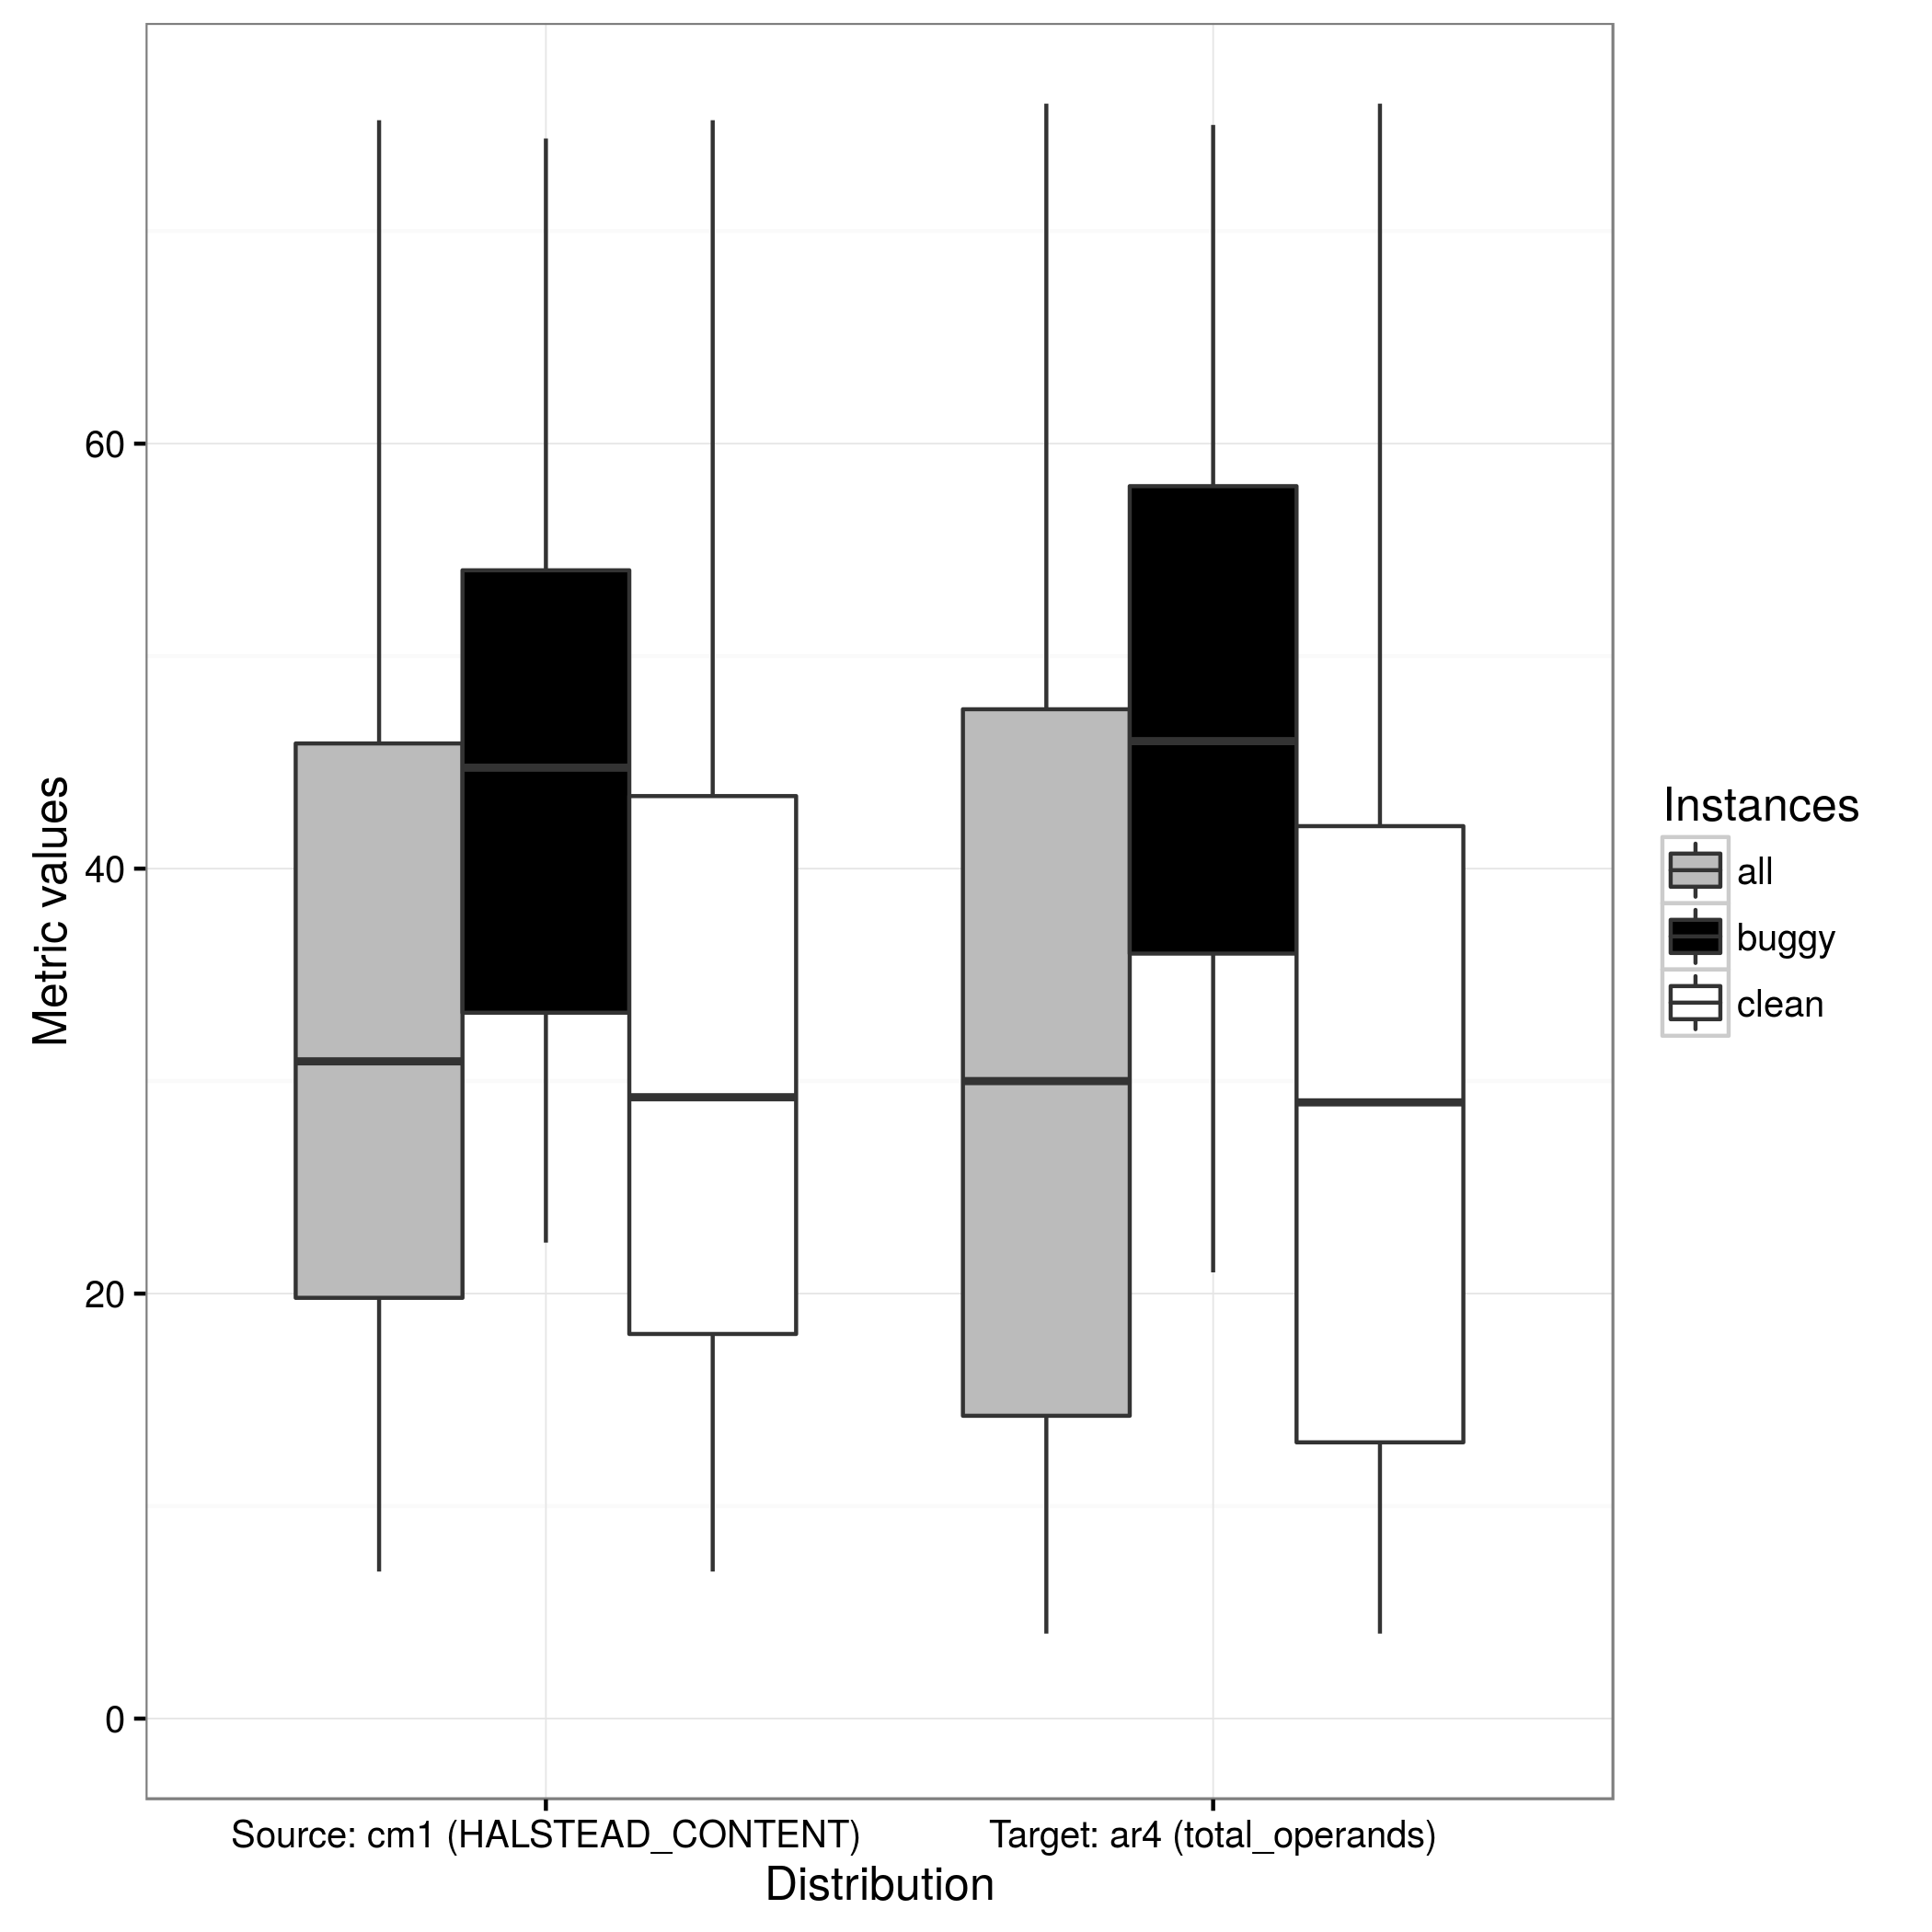 Metric values
60
40
20
0
Source: cm1 (HALSTEAD_CONTENT)
Target: ar4 (total_operands)
Distribution
Instances
all
buggy
clean